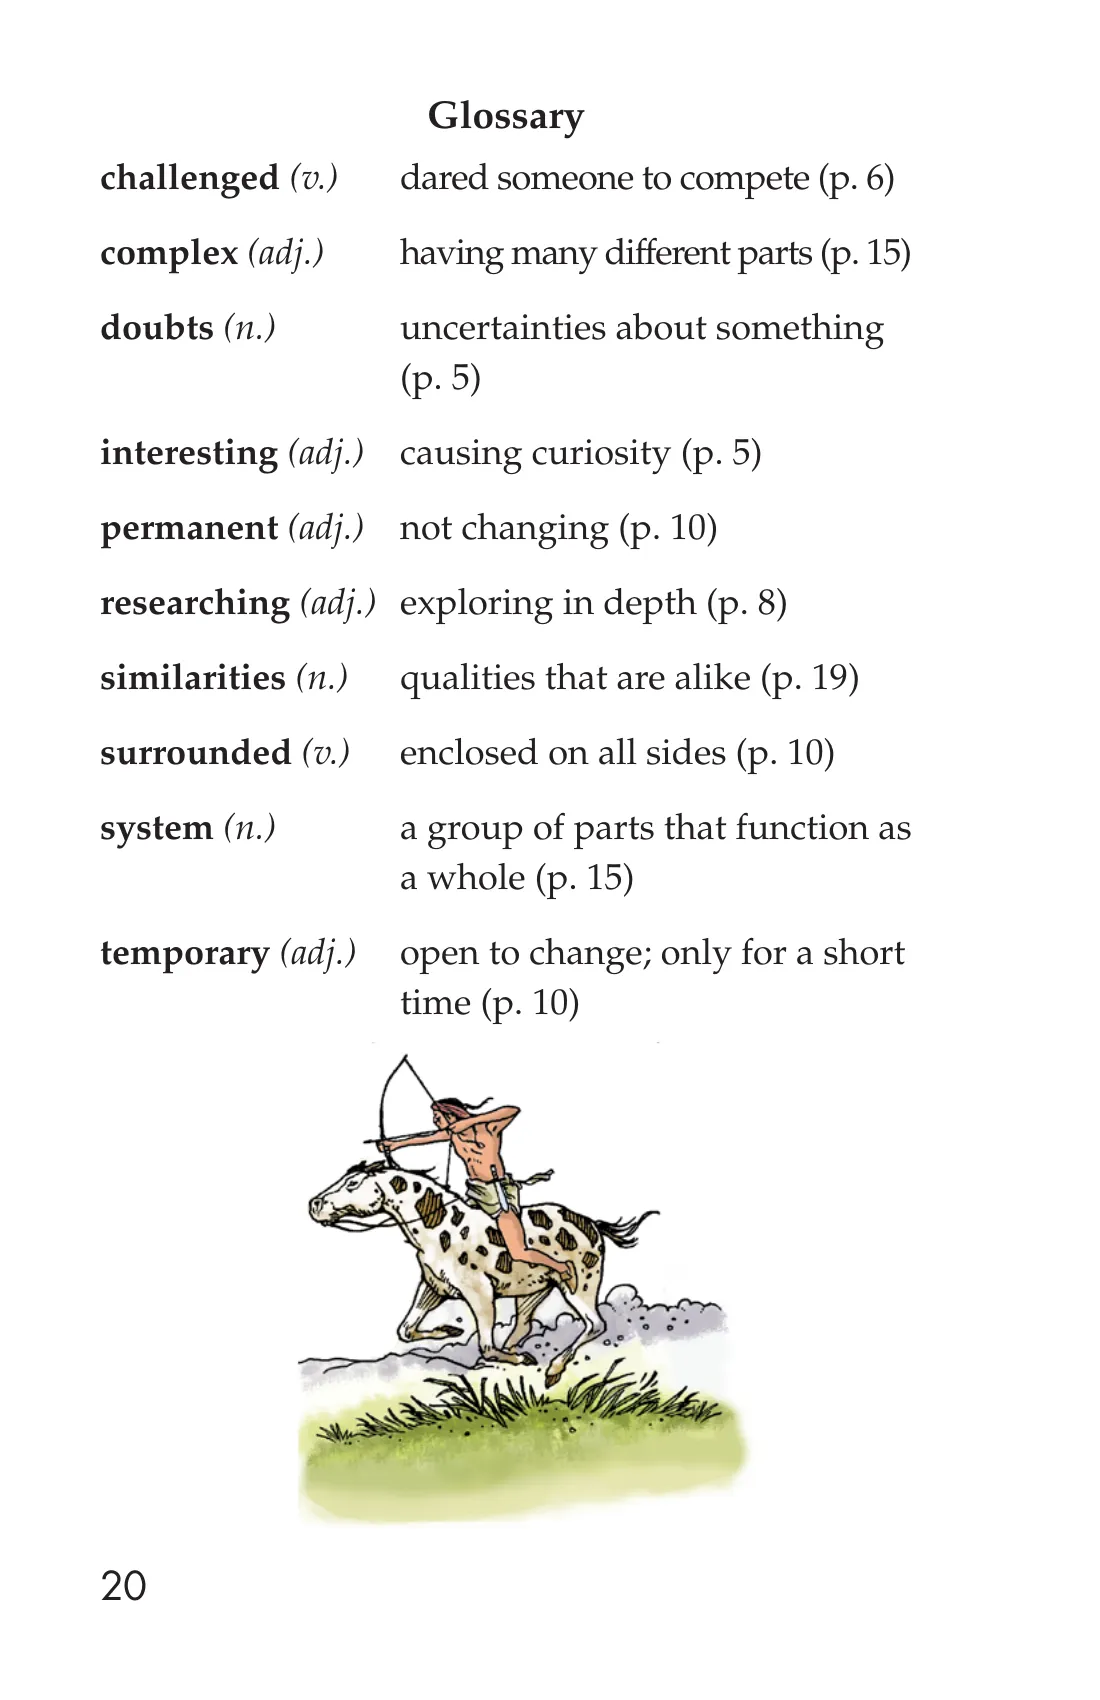 Glossary
challenged (v.) dared someone to compete (p. 6)
complex (adj.) having many different parts (p. 15)
doubts (n.) uncertainties about something
(p. 5)
interesting (adj.) causing curiosity (p. 5)
permanent (adj.) not changing (p. 10)
researching (adj.) exploring in depth (p. 8)
similarities (n.) qualities that are alike (p. 19)
surrounded (v.) enclosed on all sides (p. 10)
system (n.) a group of parts that function as
a whole (p. 15)
temporary (adj.) open to change; only for a short
time (p. 10)
20